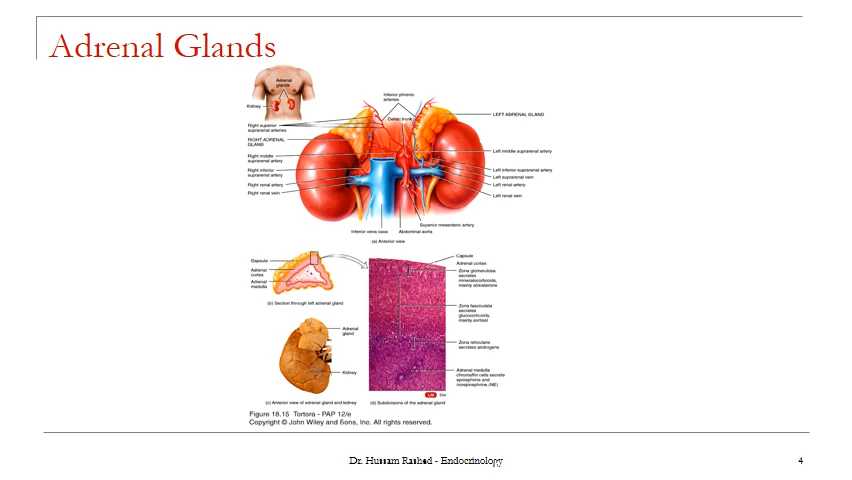 Adrenal Glands
Adrenal
glands
Kidney
Inferior phrenic
arteries
Celiac trunk
LEFT ADRENAL GLAND
Right superior
suprarenal arteries
RIGHT ADRENAL
GLAND
Right middle
suprarenal artery
Right inferior
suprarenal artery
Right renal artery
Right renal vein
Left middle suprarenal artery
Left inferior suprarenal artery
Left suprarenal vein
Left renal artery
Left renal vein
Superior mesenteric artery
Inferior vena cava
Abdominal aorta
(a) Anterior view
Capsule
Adrenal
cortex
Adrenal
medulla
(b) Section through left adrenal gland
Adrenal
gland
Kidney
(c) Anterior view of adrenal gland and kidney
Capsule
Adrenal cortex
Zona glomerulosa
secretes
mineralocorticoids,
mainly aldosterone
Zona fasciculata
secretes
glucocorticoids,
mainly cortisol
Zona reticularis
secretes androgens
Adrenal medulla
chromaffin cells secrete
epinephrine and
norepinephrine (NE)
LM 50x
(d) Subdivisions of the adrenal gland
Figure 18.15 Tortora - PAP 12/e
Copyright © John Wiley and Sons, Inc. All rights reserved.
Dr. Hussam Rashed - Endocrinology
4